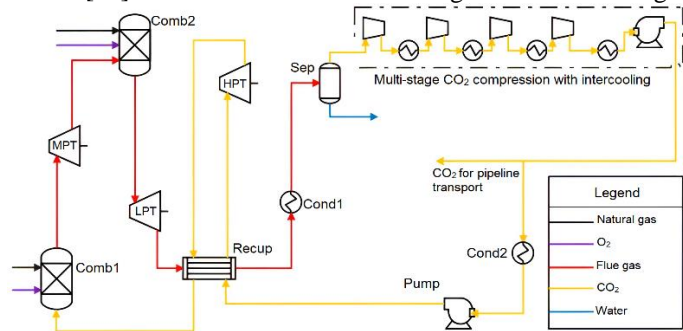 Comb2
HPT
Sep
Multi-stage CO₂ compression with intercooling
MPT
CO₂ for pipeline
transport
LPT
Cond1
Legend
Natural gas
O₂
Flue gas
CO₂
Water
Recup
Cond2
Comb1
Pump